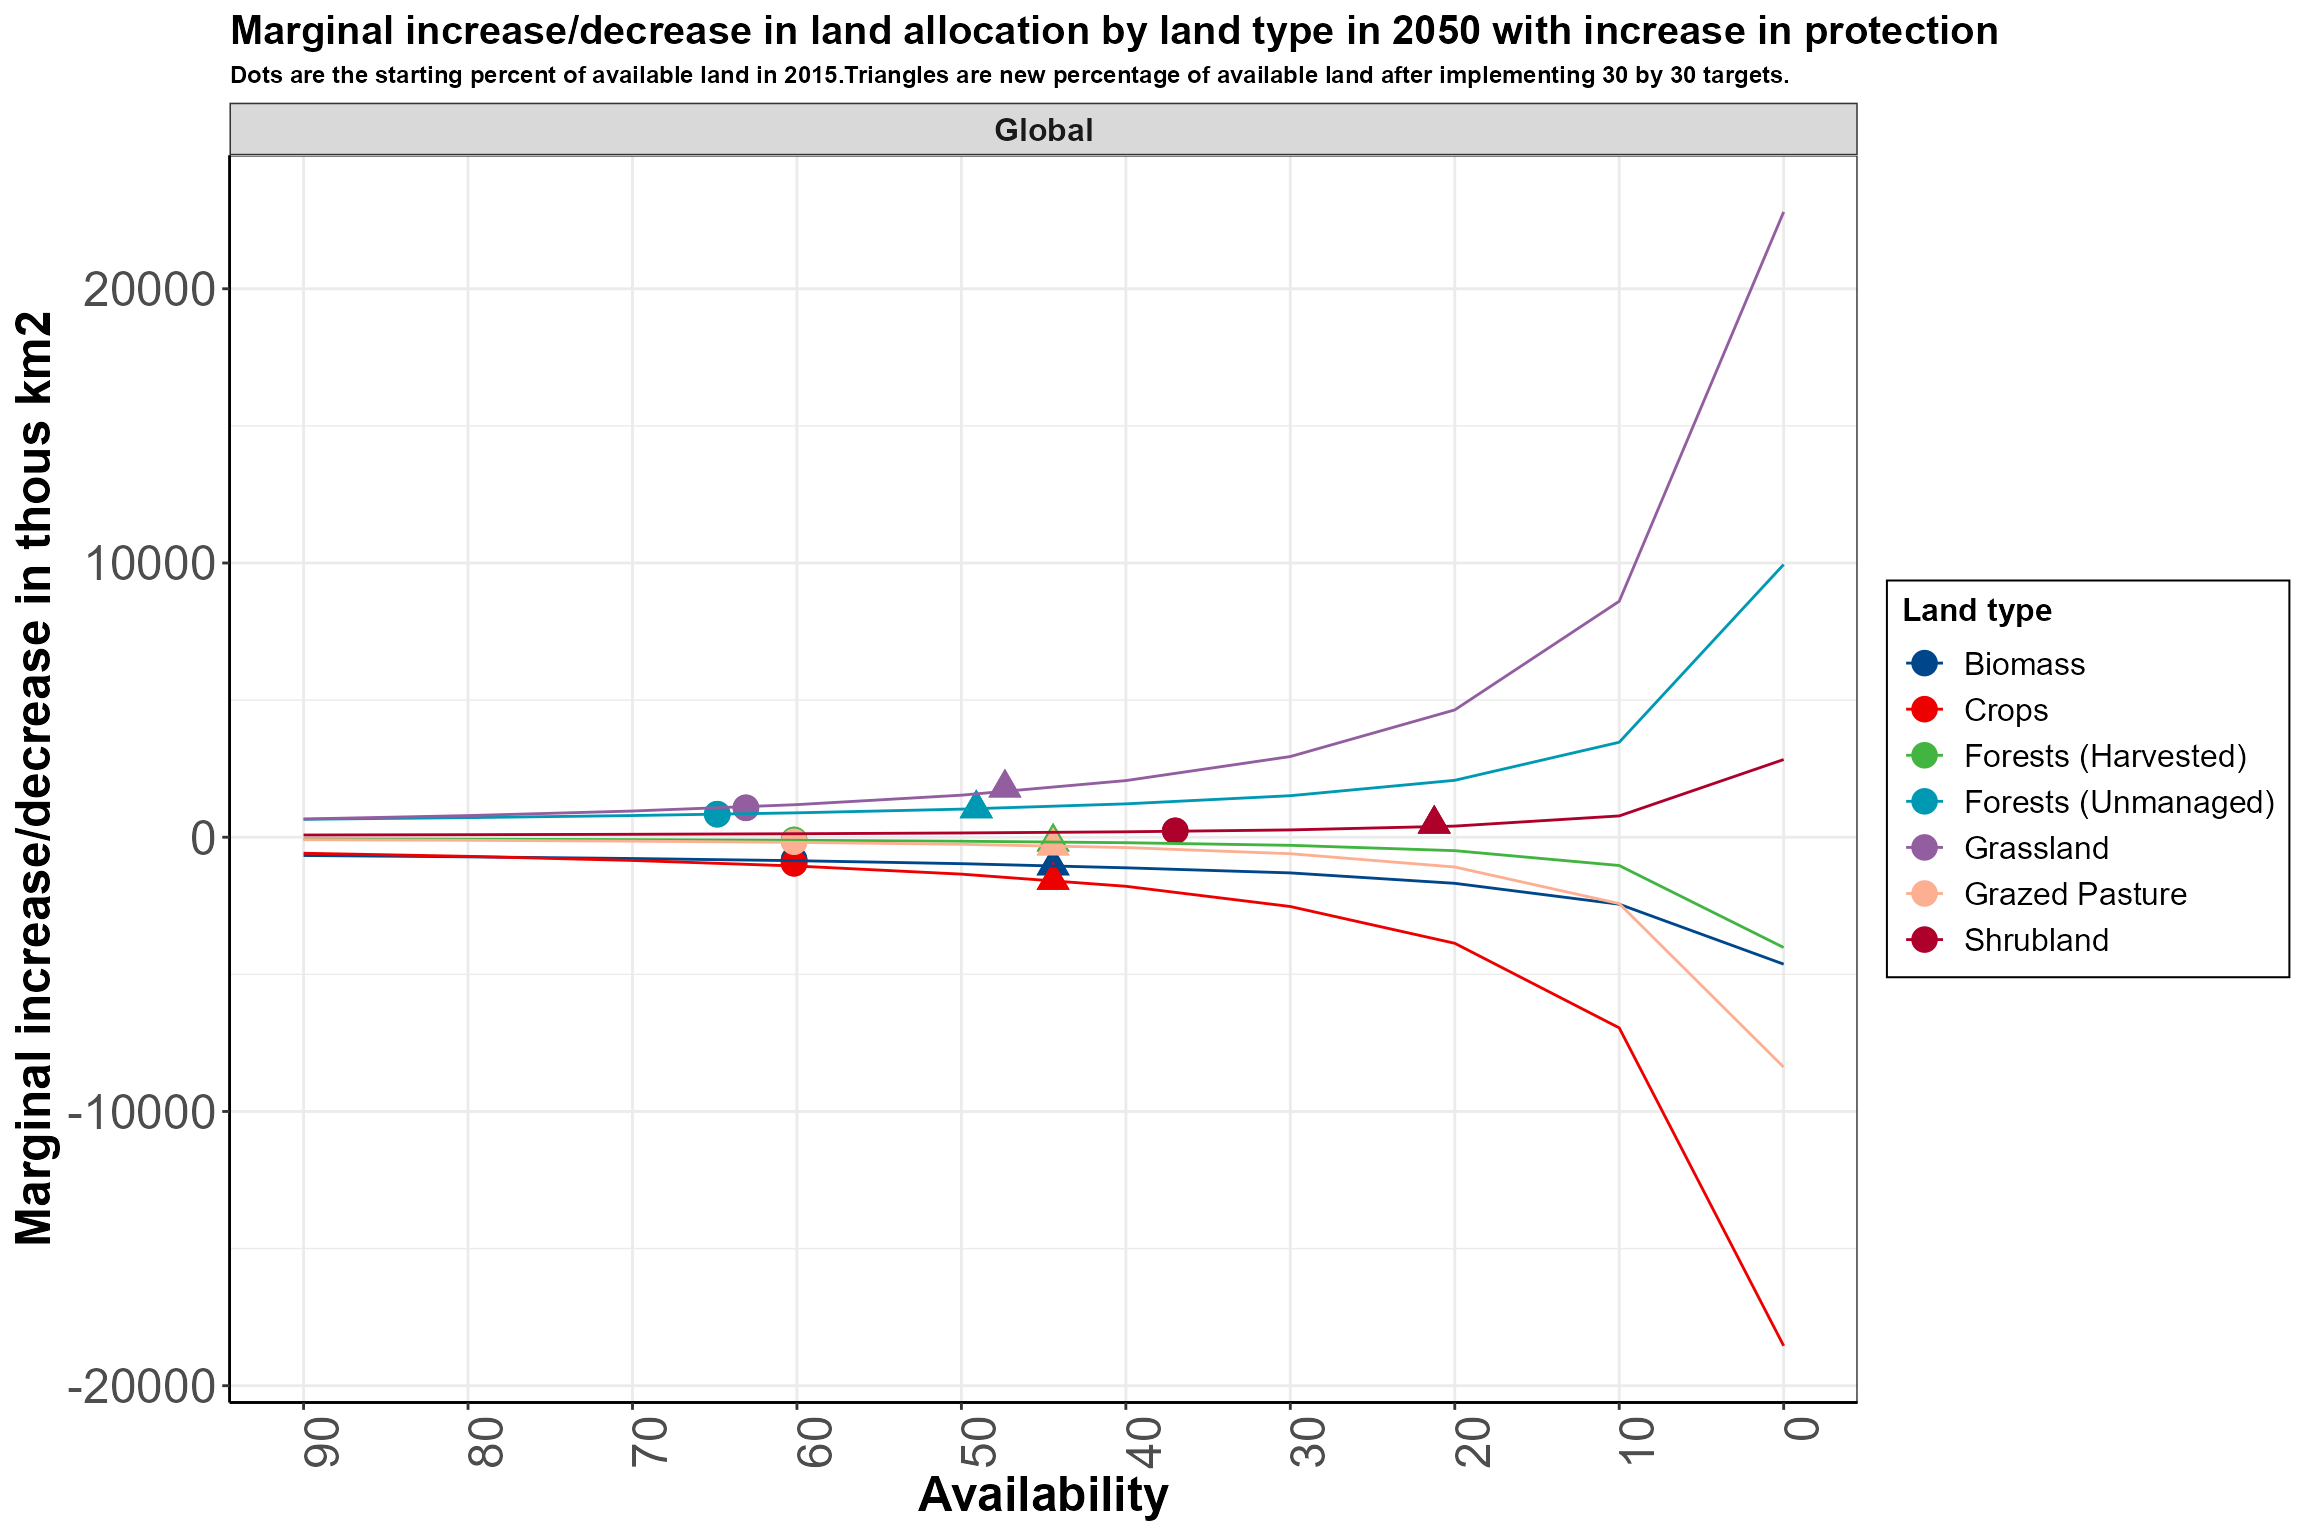 Marginal increase/decrease in land allocation by land type in 2050 with increase in protection
Dots are the starting percent of available land in 2015.Triangles are new percentage of available land after implementing 30 by 30 targets.
Global
Marginal increase/decrease in thous km2
20000
10000
0
-10000
-20000
90
80
70
60
50
40
30
20
10
0
Availability
Land type
Biomass
Crops
Forests (Harvested)
Forests (Unmanaged)
Grassland
Grazed Pasture
Shrubland